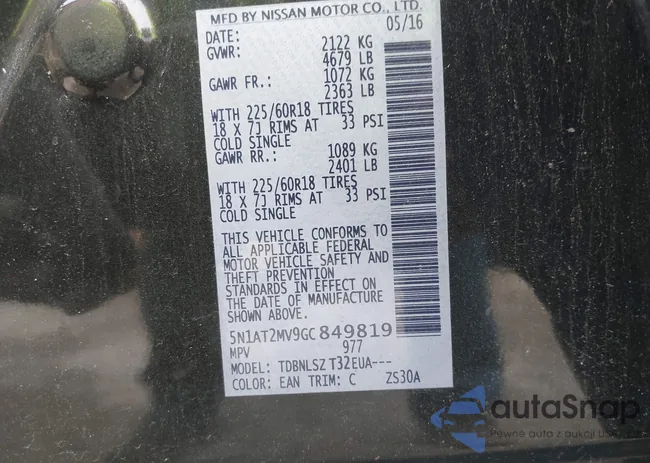 MFD BY NISSAN MOTOR CO., LTD.
DATE: 05/16
GVWR: 2122 KG
4679 LB
GAWR FR.: 1072 KG
2363 LB
WITH 225/60R18 TIRES
18 X 7J RIMS AT 33 PSI
COLD SINGLE
GAWR RR.: 1089 KG
2401 LB
WITH 225/60R18 TIRES
18 X 7J RIMS AT 33 PSI
COLD SINGLE
THIS VEHICLE CONFORMS TO
ALL APPLICABLE FEDERAL
MOTOR VEHICLE SAFETY AND
THEFT PREVENTION
STANDARDS IN EFFECT ON
THE DATE OF MANUFACTURE
SHOWN ABOVE.
5N1AT2MV9GC849819
MPV 977
MODEL: TDBNLSZ T32EUA---
COLOR: EAN TRIM: C ZS30A
autaSnap
Pewne auto z aukcji USA